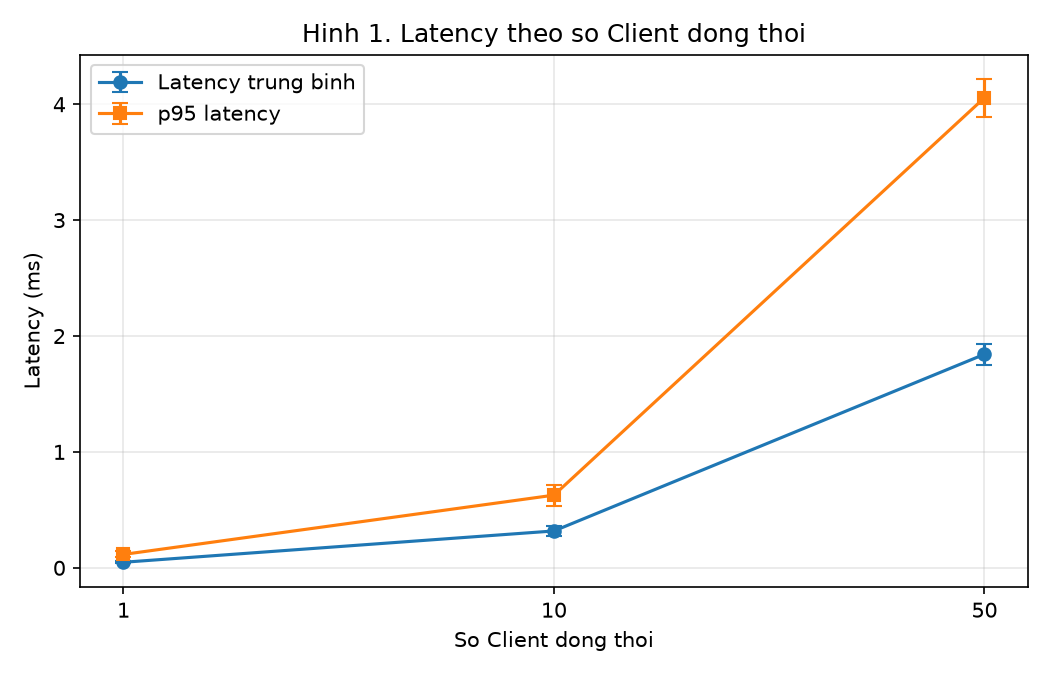 Hinh 1. Latency theo so Client dong thoi
Latency trung binh
p95 latency
Latency (ms)
4
3
2
1
0
1
10
50
So Client dong thoi